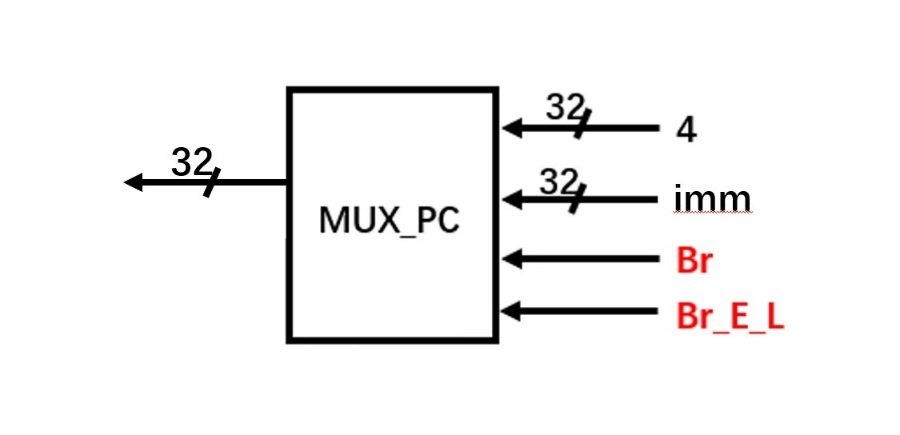 32
4
32
32
imm
MUX_PC
Br
Br_E_L